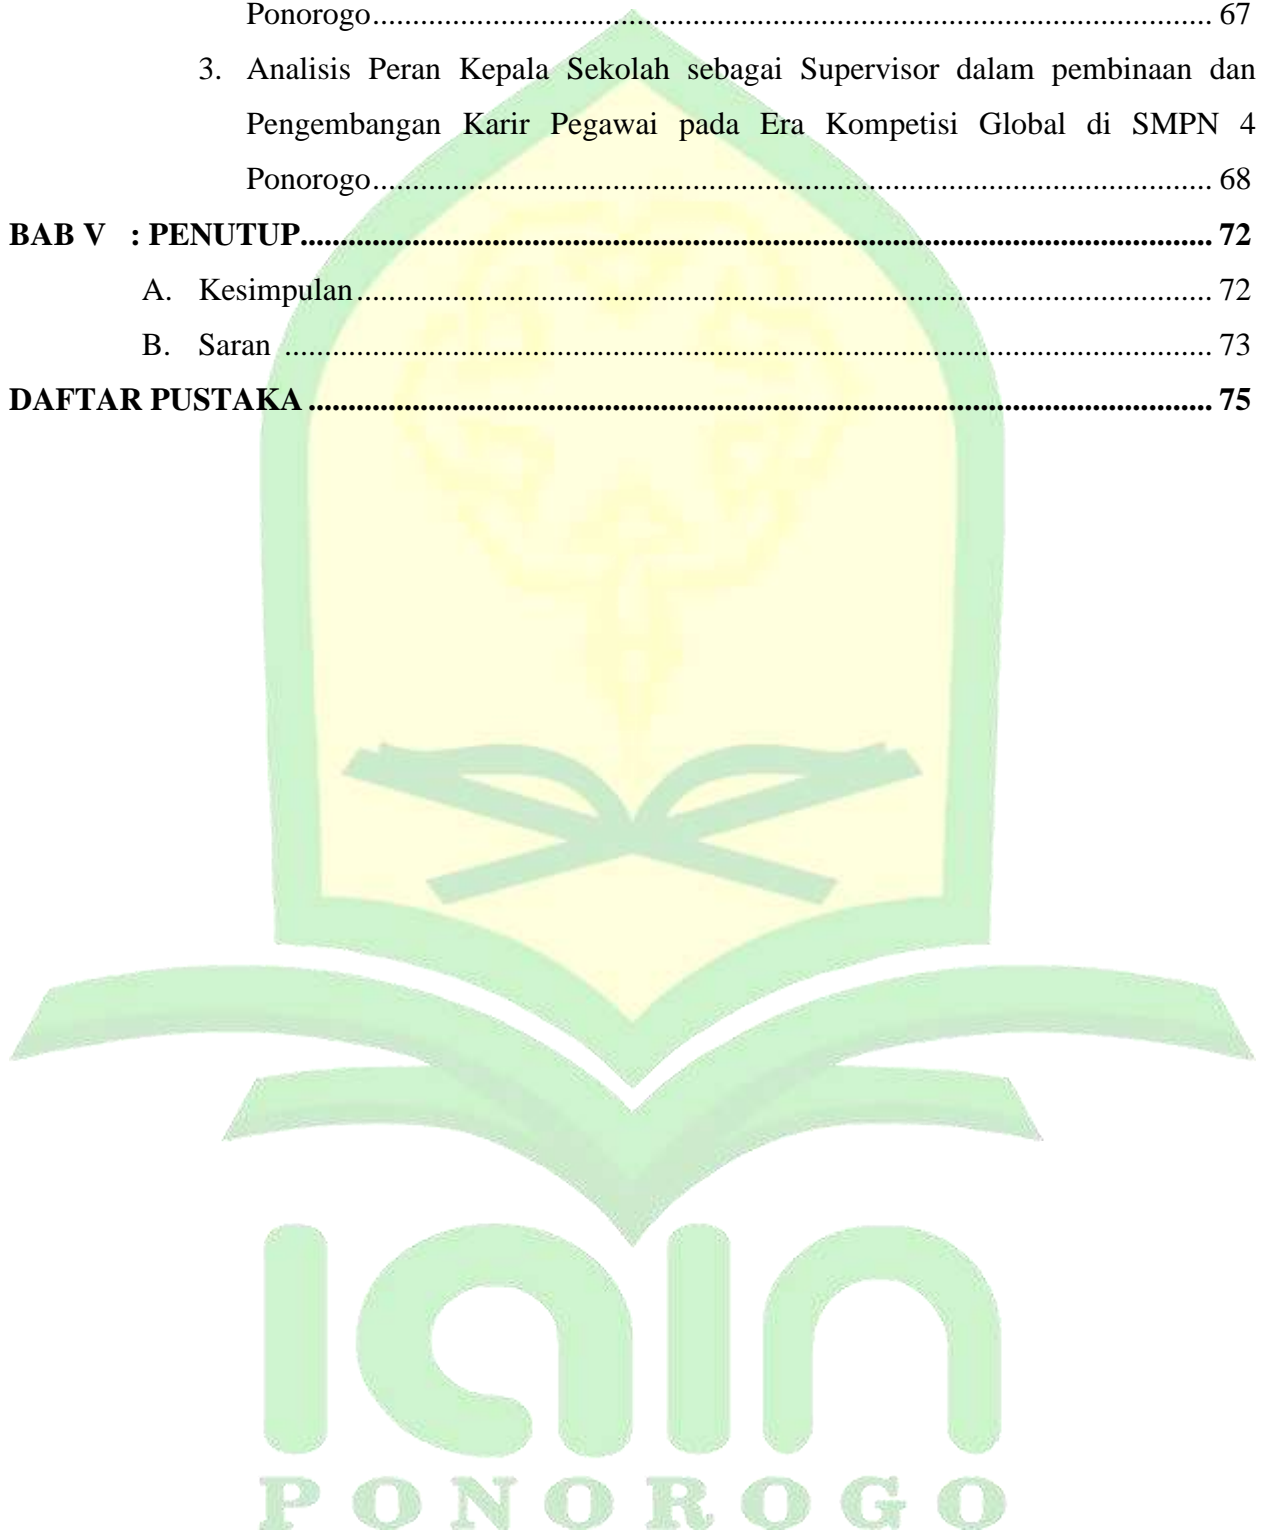 Ponorogo.......................................................................................................... 67
3. Analisis Peran Kepala Sekolah sebagai Supervisor dalam pembinaan dan
Pengembangan Karir Pegawai pada Era Kompetisi Global di SMPN 4
Ponorogo.......................................................................................................... 68
BAB V : PENUTUP................................................................................................................... 72
A. Kesimpulan ............................................................................................................ 72
B. Saran ..................................................................................................................... 73
DAFTAR PUSTAKA .................................................................................................................. 75
iain
PONOROGO